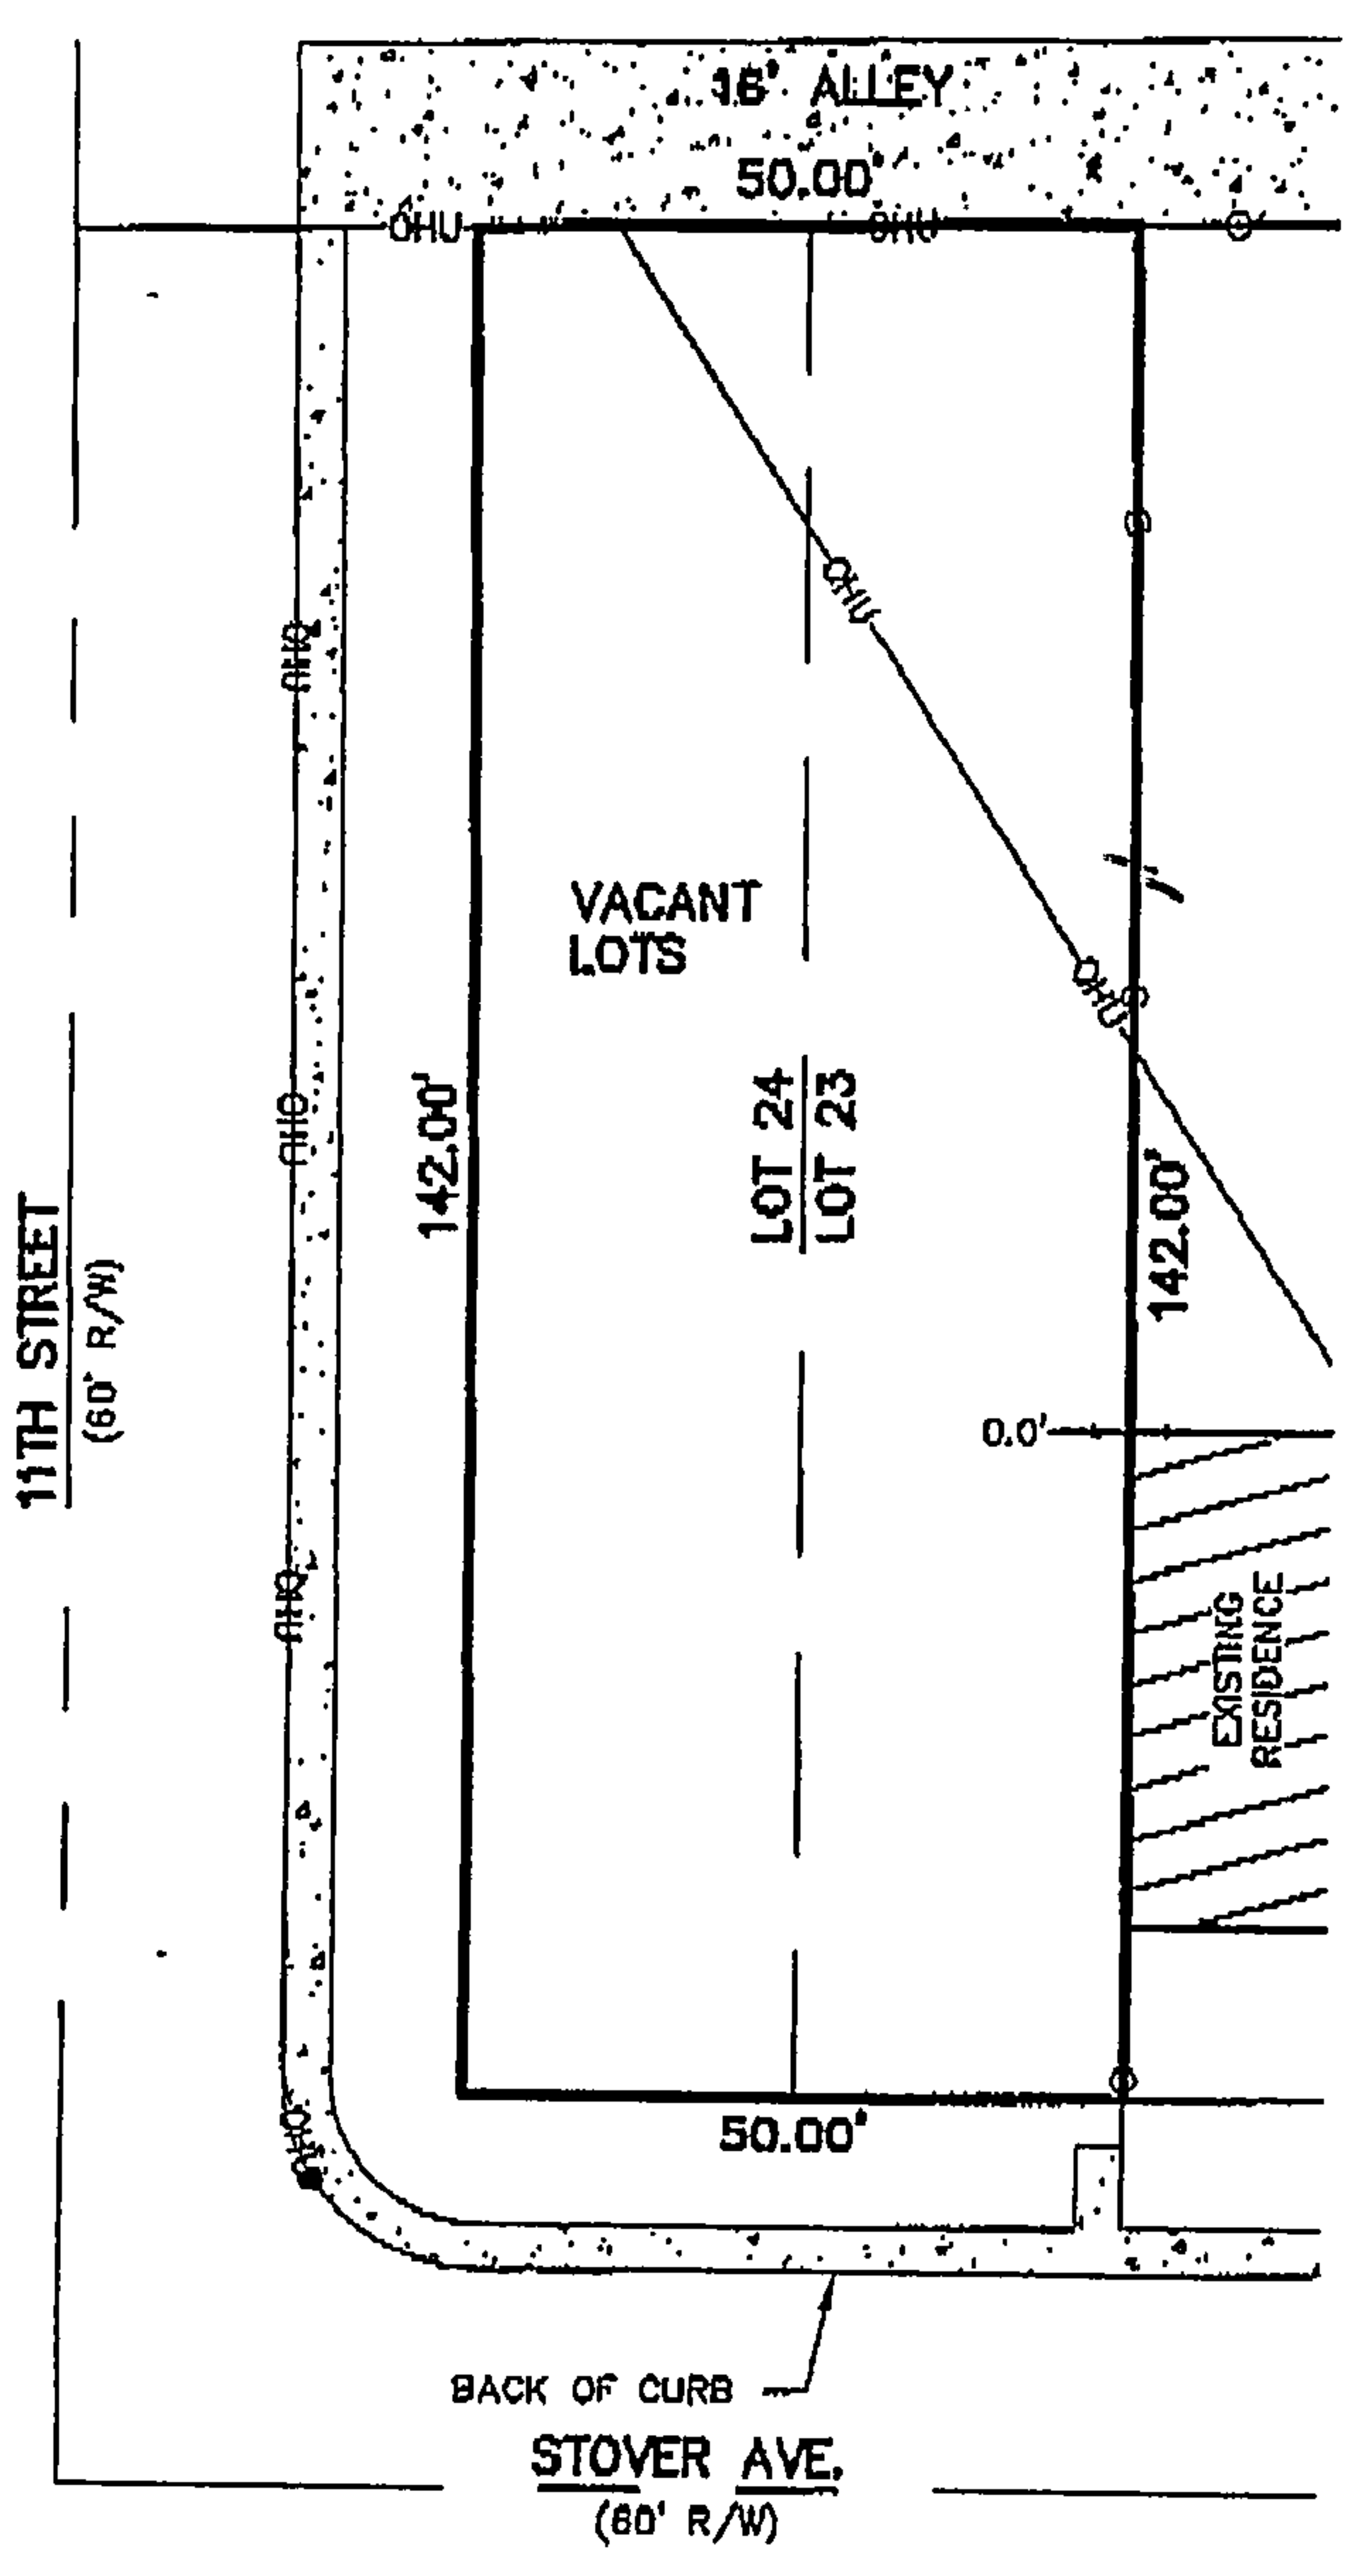 16' ALLEY
50.00'
OHU
OHU
OHU
S
OHU
VACANT
LOTS
OHU
S
142.00'
LOT 24
LOT 23
142.00'
OHU
11TH STREET
(60' R/W)
0.0'
EXISTING
RESIDENCE
OHU
OHU
50.00'
BACK OF CURB
STOVER AVE.
(60' R/W)